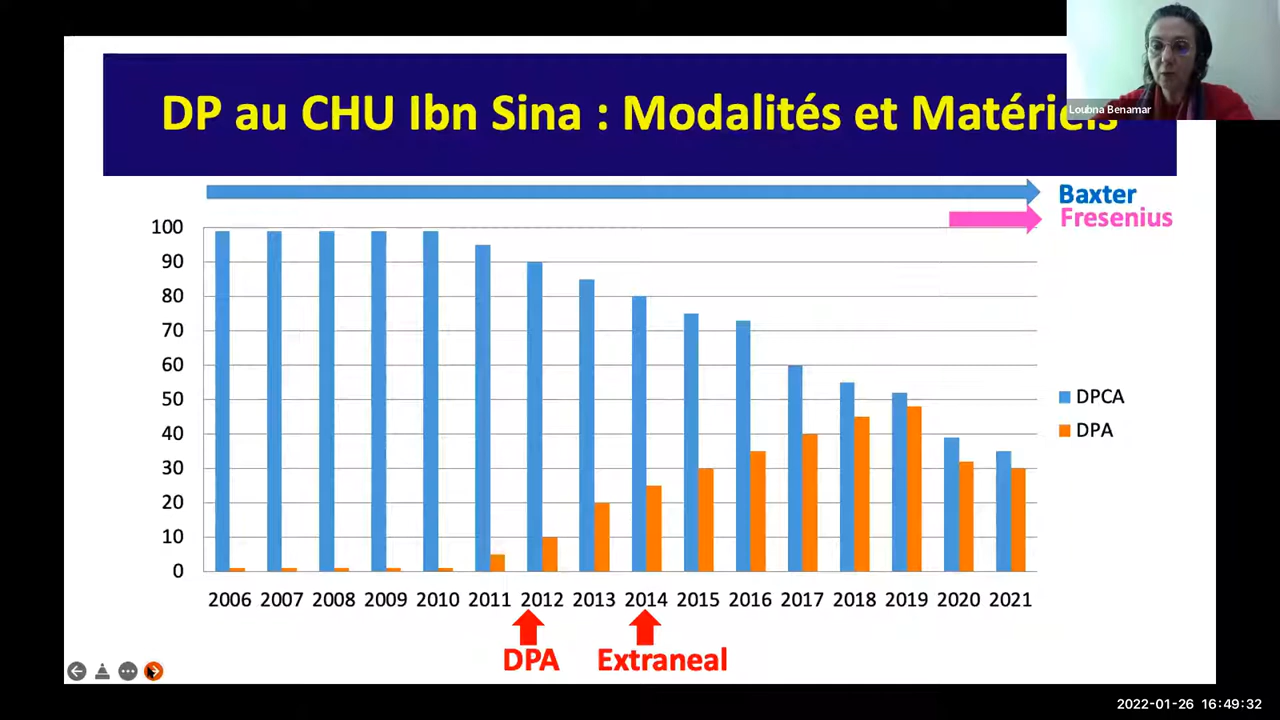 DP au CHU Ibn Sina : Modalités et Matériels
Loubna Benamar
Baxter
Fresenius
100
90
80
70
60
50
40
30
20
10
0
DPCA
DPA
2006 2007 2008 2009 2010 2011 2012 2013 2014 2015 2016 2017 2018 2019 2020 2021
DPA Extraneal
2022-01-26 16:49:32